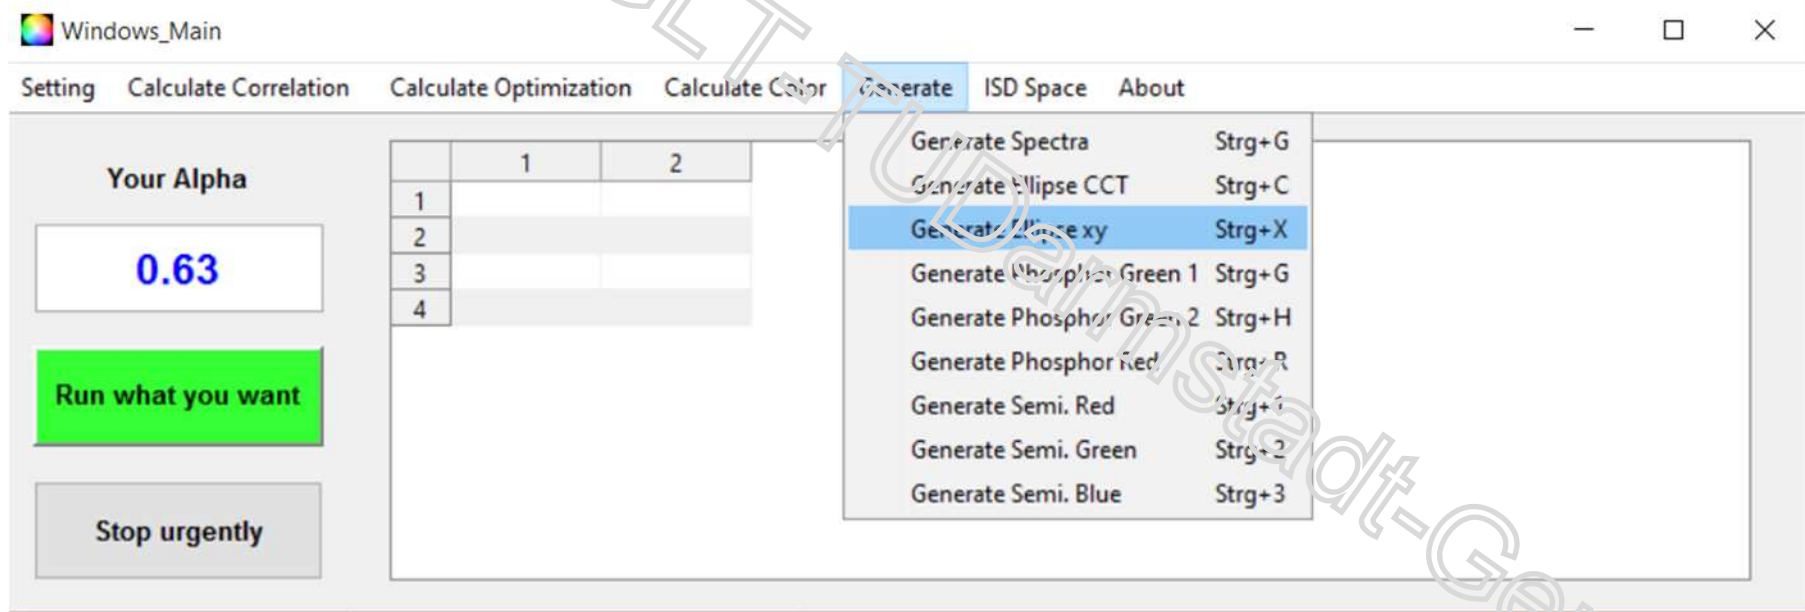 Windows_Main
Setting Calculate Correlation Calculate Optimization Calculate Color Generate ISD Space About
Your Alpha
0.63
Run what you want
Stop urgently
1 2
1
2
3
4
Generate Spectra Strg+G
Generate Ellipse CCT Strg+C
Generate Ellipse xy Strg+X
Generate Phosphor Green 1 Strg+G
Generate Phosphor Green 2 Strg+H
Generate Phosphor Red Strg+R
Generate Semi. Red Strg+1
Generate Semi. Green Strg+2
Generate Semi. Blue Strg+3
LT-TUDarmstadt-Ge